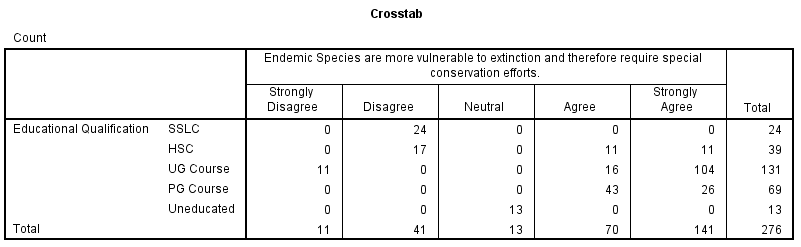 Crosstab
Count
Endemic Species are more vulnerable to extinction and therefore require special
conservation efforts.
Strongly Disagree Disagree Neutral Agree Strongly Agree Total
Educational Qualification SSLC 0 24 0 0 0 24
HSC 0 17 0 11 11 39
UG Course 11 0 0 16 104 131
PG Course 0 0 0 43 26 69
Uneducated 0 0 13 0 0 13
Total 11 41 13 70 141 276